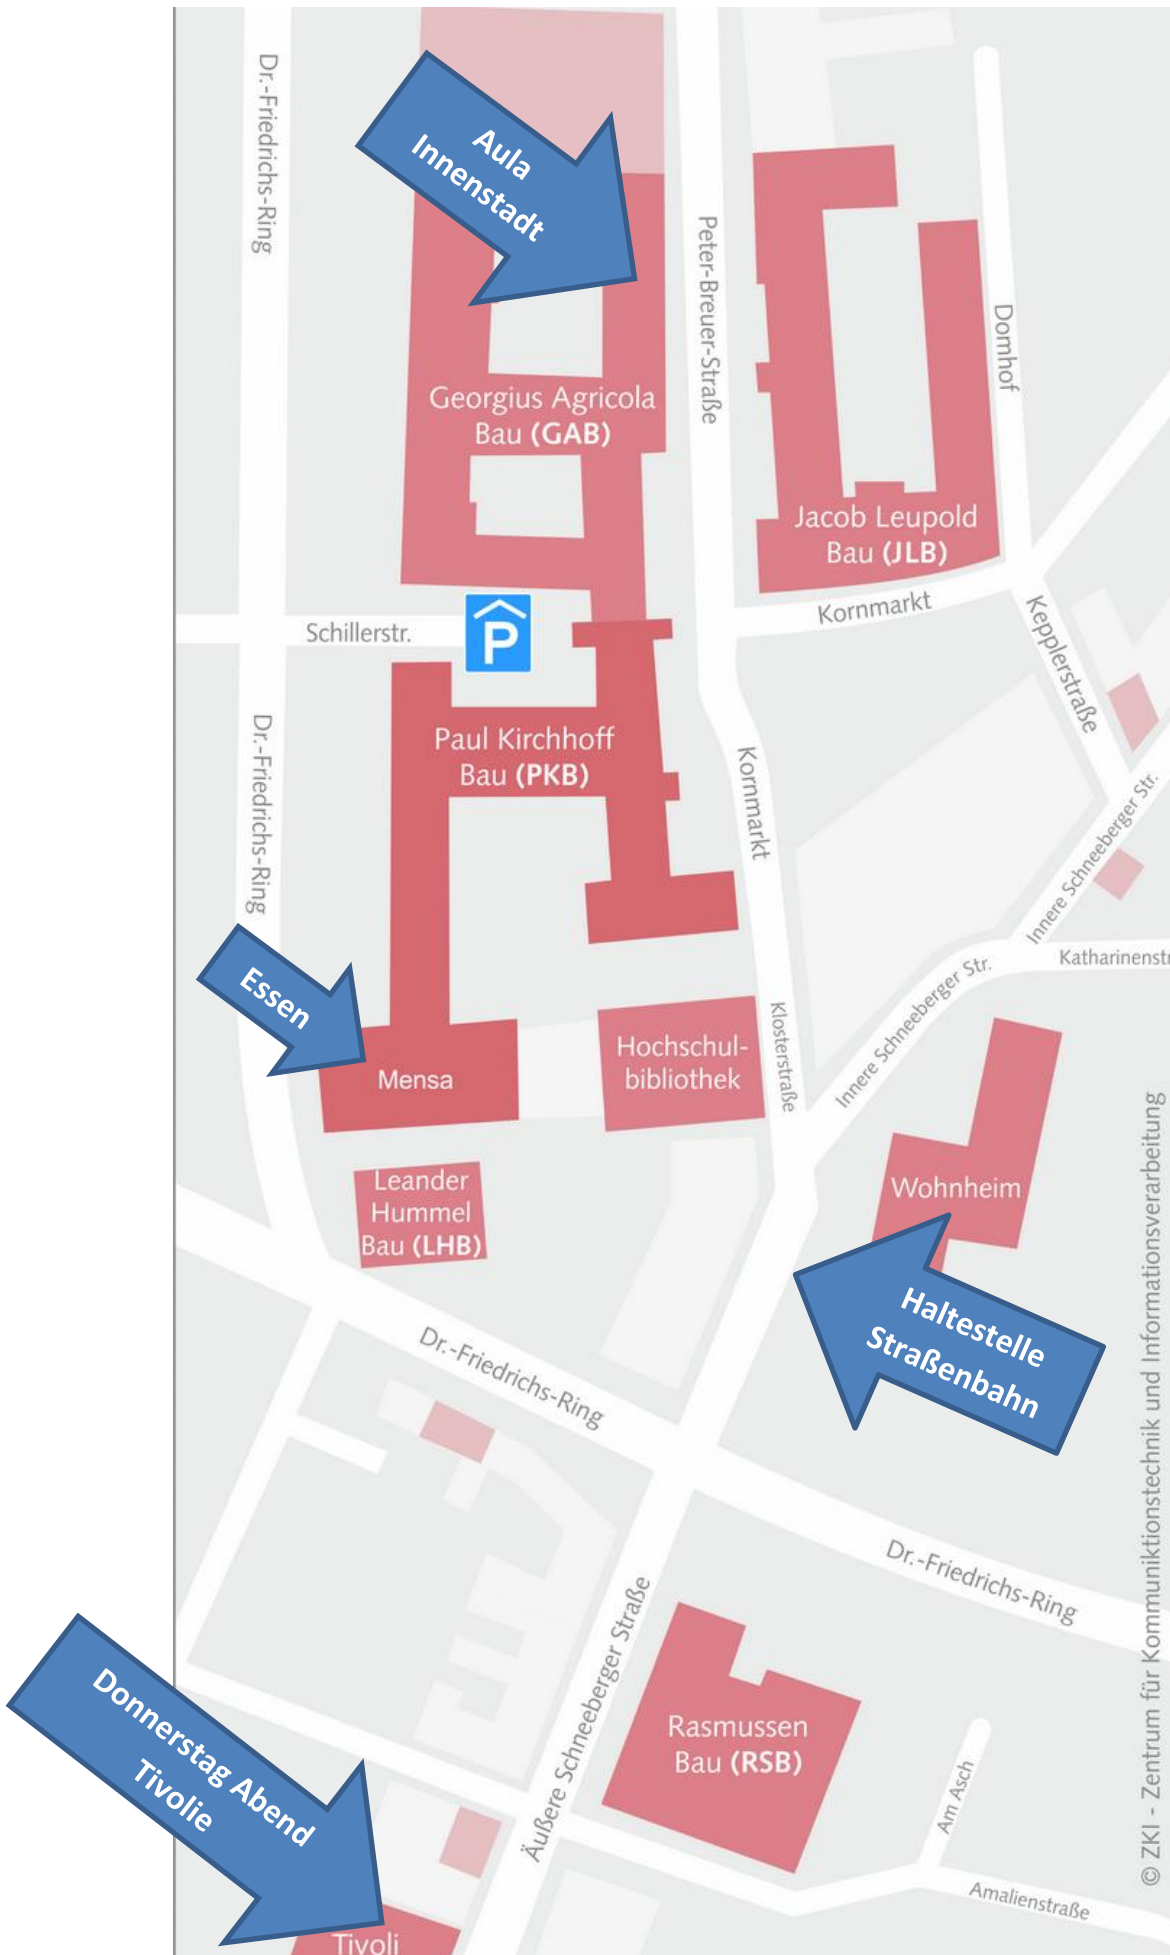 Dr.-Friedrichs-Ring
Aula
Innenstadt
Peter-Breuer-Straße
Domhof
Georgius Agricola
Bau (GAB)
Jacob Leupold
Bau (JLB)
Kornmarkt
Schillerstr.
P
Kepplerstraße
Dr.-Friedrichs-Ring
Paul Kirchhoff
Bau (PKB)
Kornmarkt
Innere Schneeberger Str.
Essen
Innere Schneeberger Str.
Katharinenstr
Klosterstraße
Hochschul-
bibliothek
Mensa
Leander
Hummel
Bau (LHB)
Wohnheim
Haltestelle
Straßenbahn
Dr.-Friedrichs-Ring
Dr.-Friedrichs-Ring
Äußere Schneeberger Straße
Donnerstag Abend
Tivolie
Rasmussen
Bau (RSB)
Am Asch
Amalienstraße
Tivoli
© ZKI - Zentrum für Kommuniktionstechnik und Informationsverarbeitung